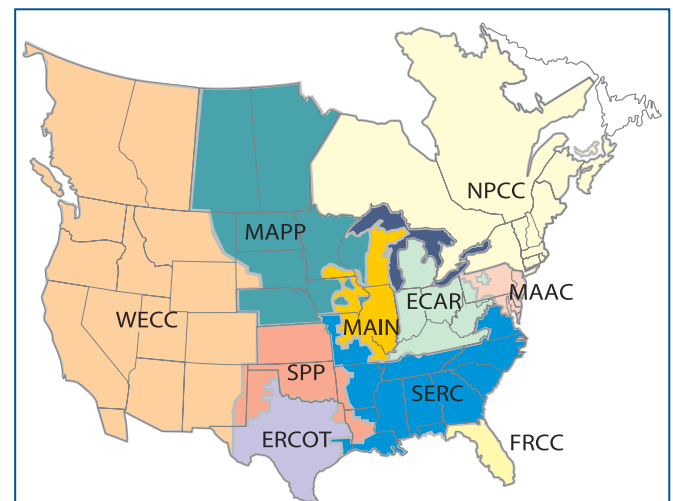 NPCC
MAPP
MAAC
ECAR
WECC
MAIN
SPP
SERC
ERCOT
FRCC